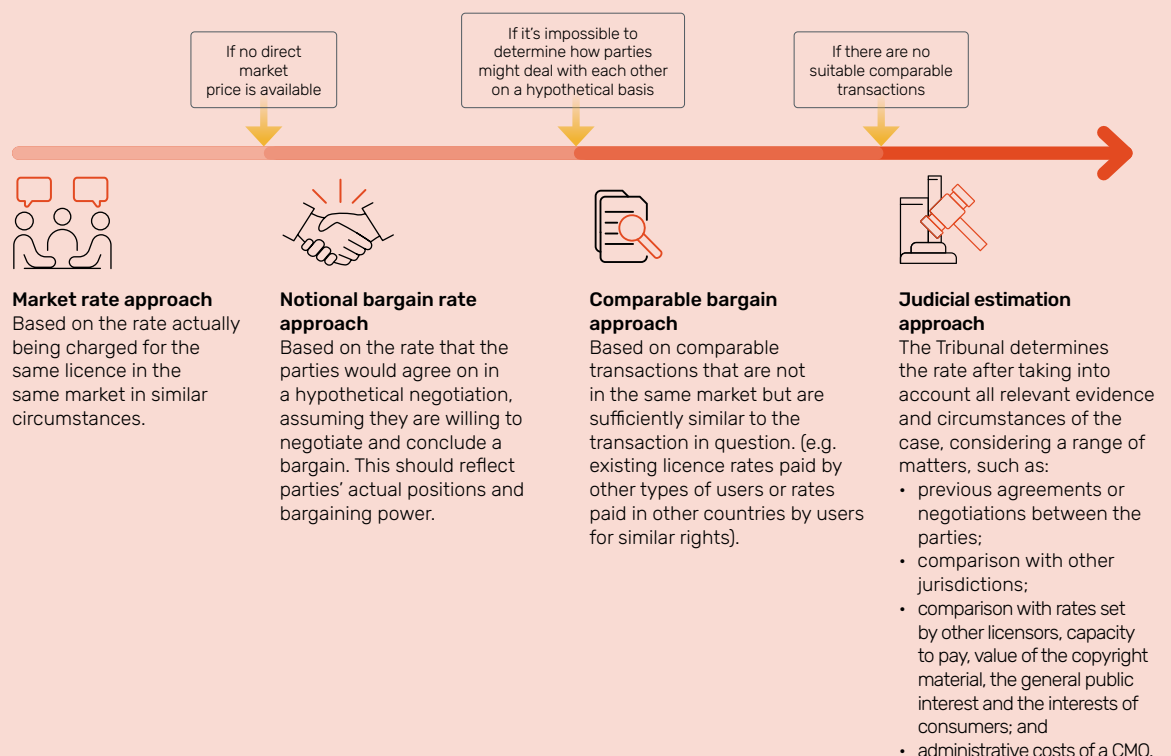 If no direct
market
price is available
If it's impossible to
determine how parties
might deal with each other
on a hypothetical basis
If there are no
suitable comparable
transactions
Market rate approach
Based on the rate actually
being charged for the
same licence in the
same market in similar
circumstances.
Notional bargain rate
approach
Based on the rate that the
parties would agree on in
a hypothetical negotiation,
assuming they are willing to
negotiate and conclude a
bargain. This should reflect
parties' actual positions and
bargaining power.
Comparable bargain
approach
Based on comparable
transactions that are not
in the same market but are
sufficiently similar to the
transaction in question. (e.g.
existing licence rates paid by
other types of users or rates
paid in other countries by users
for similar rights).
Judicial estimation
approach
The Tribunal determines
the rate after taking into
account all relevant evidence
and circumstances of the
case, considering a range of
matters, such as:
• previous agreements or
negotiations between the
parties;
• comparison with other
jurisdictions;
• comparison with rates set
by other licensors, capacity
to pay, value of the copyright
material, the general public
interest and the interests of
consumers; and
• administrative costs of a CMO.